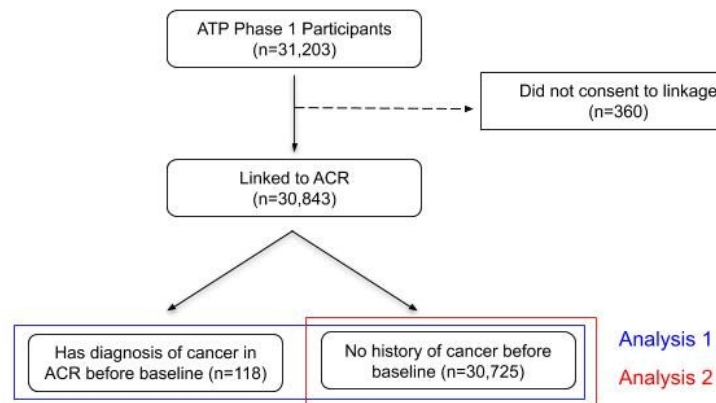 ATP Phase 1 Participants
(n=31,203)
Did not consent to linkage
(n=360)
Linked to ACR
(n=30,843)
Has diagnosis of cancer in
ACR before baseline (n=118)
No history of cancer before
baseline (n=30,725)
Analysis 1
Analysis 2